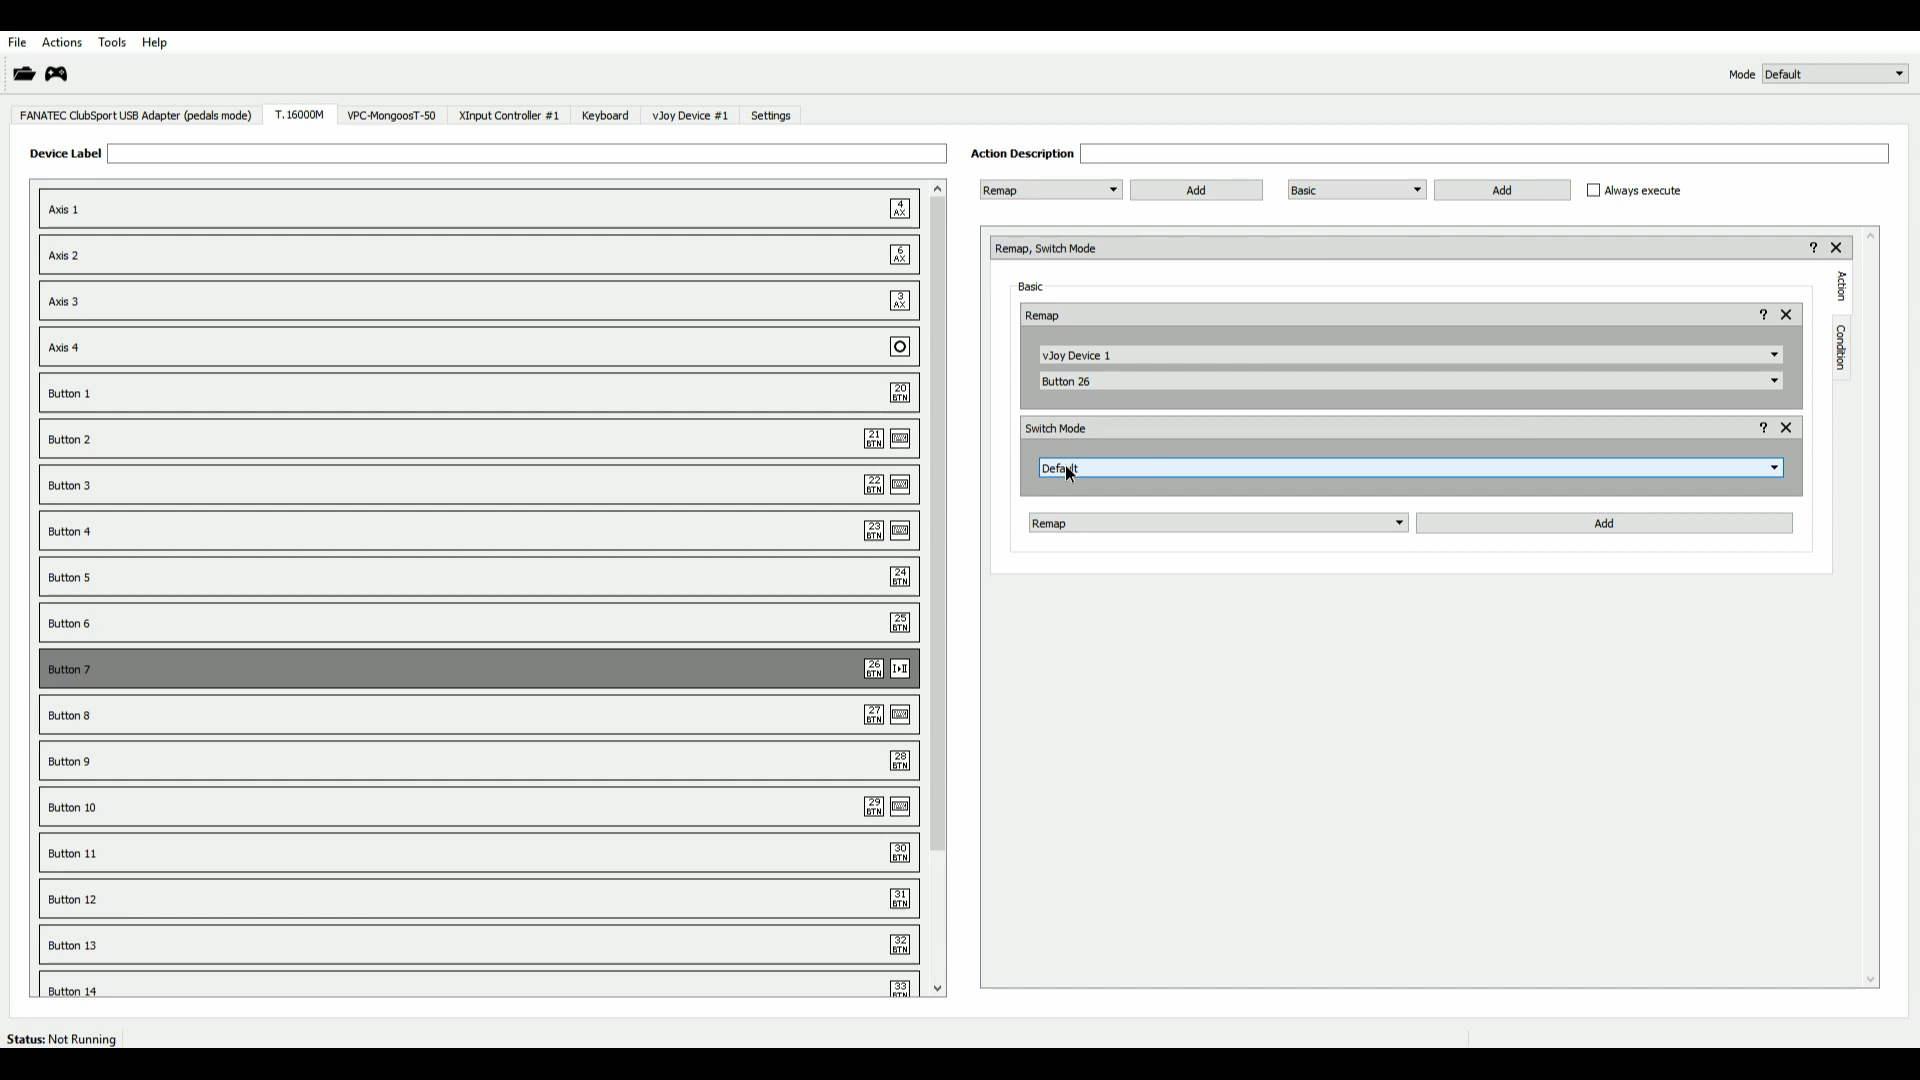 File Actions Tools Help
Mode Default
FANATEC ClubSport USB Adapter (pedals mode) T.16000M VPC-MongoosT-50 XInput Controller #1 Keyboard vJoy Device #1 Settings
Device Label
Action Description
Remap Add Basic Add Always execute
Axis 1 4 AX
Axis 2 6 AX
Axis 3 3 AX
Axis 4
Button 1 20 BTN
Button 2 21 BTN
Button 3 22 BTN
Button 4 23 BTN
Button 5 24 BTN
Button 6 25 BTN
Button 7 26 BTN I▸II
Button 8 27 BTN
Button 9 28 BTN
Button 10 29 BTN
Button 11 30 BTN
Button 12 31 BTN
Button 13 32 BTN
Button 14 33 BTN
Remap, Switch Mode ?
Action
Condition
Basic
Remap ?
vJoy Device 1
Button 26
Switch Mode ?
Default
Remap Add
Status: Not Running